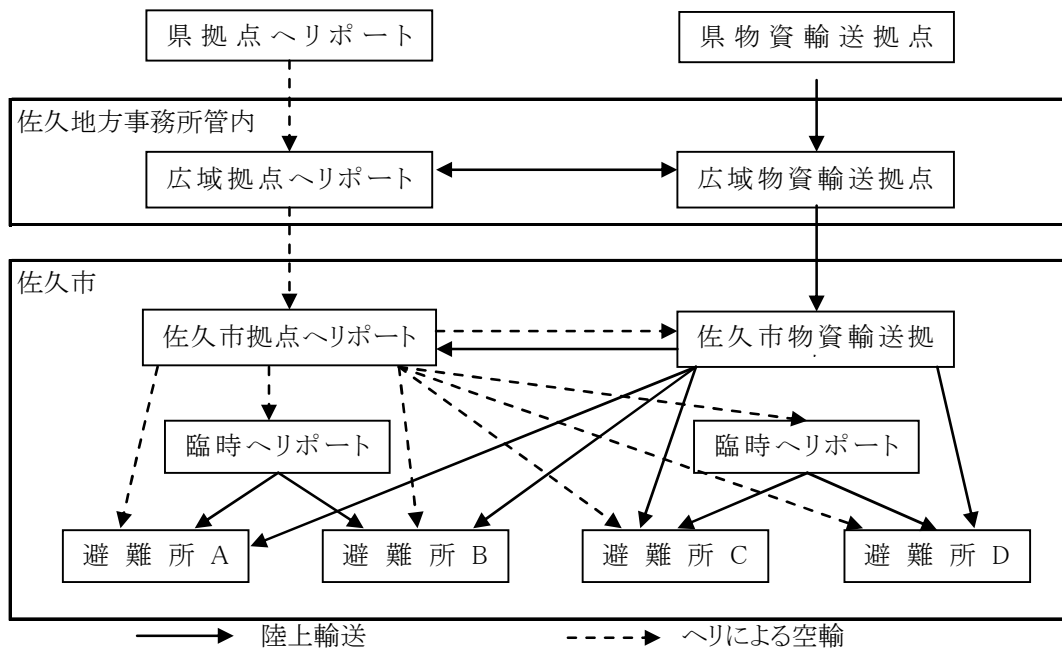 県拠点ヘリポート
県物資輸送拠点
佐久地方事務所管内
広域拠点ヘリポート
広域物資輸送拠点
佐久市
佐久市拠点ヘリポート
佐久市物資輸送拠
臨時ヘリポート
臨時ヘリポート
避難所A
避難所B
避難所C
避難所D
陸上輸送
ヘリによる空輸